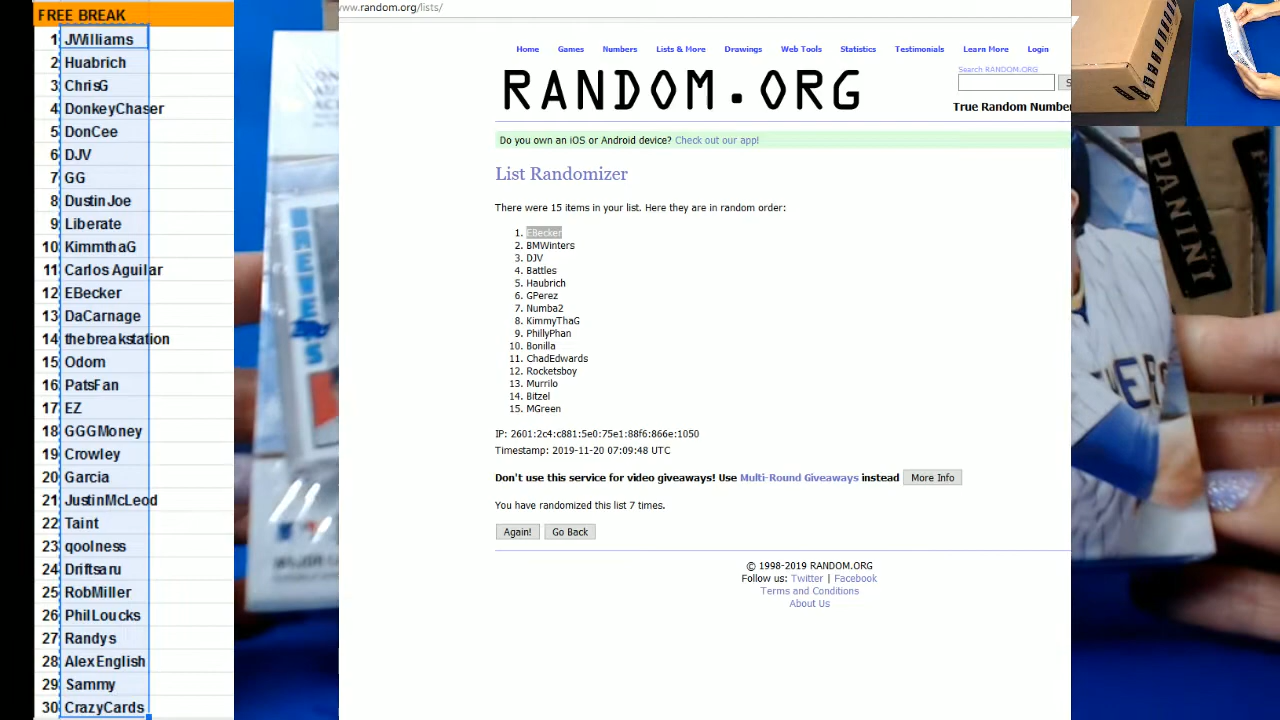 FREE BREAK
1 JWilliams
2 Huabrich
3 ChrisG
4 DonkeyChaser
5 DonCee
6 DJV
7 GG
8 DustinJoe
9 Liberate
10 KimmthaG
11 Carlos Aguilar
12 EBecker
13 DaCarnage
14 thebreakstation
15 Odom
16 PatsFan
17 EZ
18 GGGMoney
19 Crowley
20 Garcia
21 JustinMcLeod
22 Taint
23 qoolness
24 Driftsaru
25 RobMiller
26 PhilLoucks
27 Randys
28 AlexEnglish
29 Sammy
30 CrazyCards
www.random.org/lists/
Home Games Numbers Lists & More Drawings Web Tools Statistics Testimonials Learn More Login
RANDOM.ORG
Search RANDOM.ORG
True Random Number
Do you own an iOS or Android device? Check out our app!
List Randomizer
There were 15 items in your list. Here they are in random order:
1. EBecker
2. BMWinters
3. DJV
4. Battles
5. Haubrich
6. GPerez
7. Numba2
8. KimmyThaG
9. PhillyPhan
10. Bonilla
11. ChadEdwards
12. Rocketsboy
13. Murrilo
14. Bitzel
15. MGreen
IP: 2601:2c4:c881:5e0:75e1:88f6:866e:1050
Timestamp: 2019-11-20 07:09:48 UTC
Don't use this service for video giveaways! Use Multi-Round Giveaways instead More Info
You have randomized this list 7 times.
Again! Go Back
© 1998-2019 RANDOM.ORG
Follow us: Twitter | Facebook
Terms and Conditions
About Us
PANINI